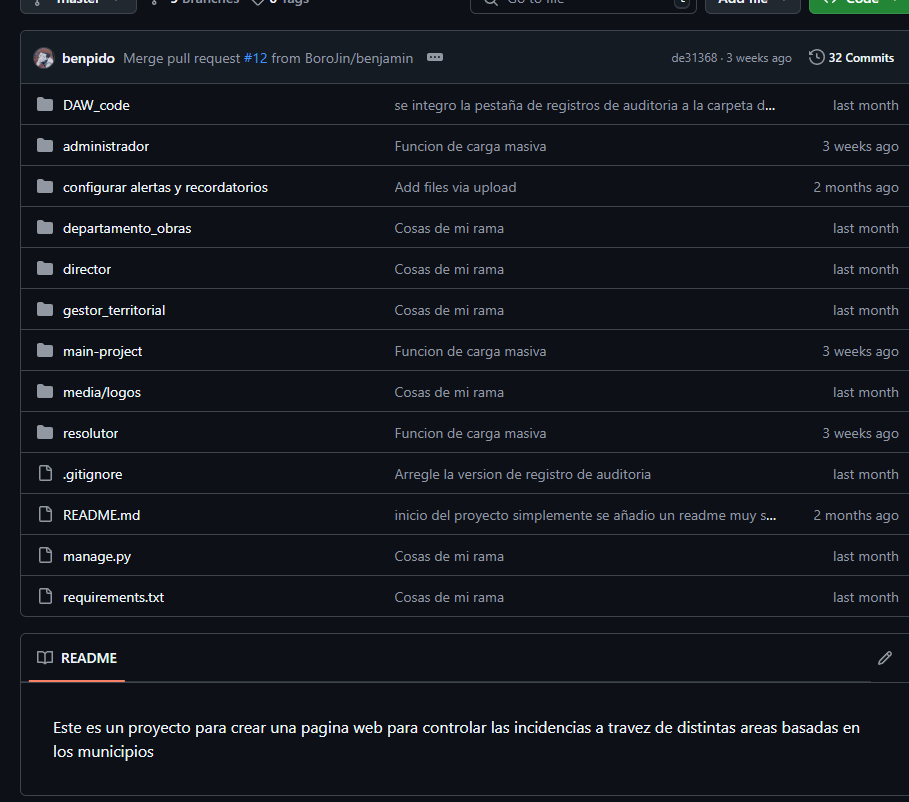 master 5 Branches 0 Tags Go to file t Add file Code
benpido Merge pull request #12 from BoroJin/benjamin de31368 · 3 weeks ago 32 Commits
DAW_code se integro la pestaña de registros de auditoria a la carpeta d... last month
administrador Funcion de carga masiva 3 weeks ago
configurar alertas y recordatorios Add files via upload 2 months ago
departamento_obras Cosas de mi rama last month
director Cosas de mi rama last month
gestor_territorial Cosas de mi rama last month
main-project Funcion de carga masiva 3 weeks ago
media/logos Cosas de mi rama last month
resolutor Funcion de carga masiva 3 weeks ago
.gitignore Arregle la version de registro de auditoria last month
README.md inicio del proyecto simplemente se añadio un readme muy s... 2 months ago
manage.py Cosas de mi rama last month
requirements.txt Cosas de mi rama last month
README
Este es un proyecto para crear una pagina web para controlar las incidencias a travez de distintas areas basadas en
los municipios